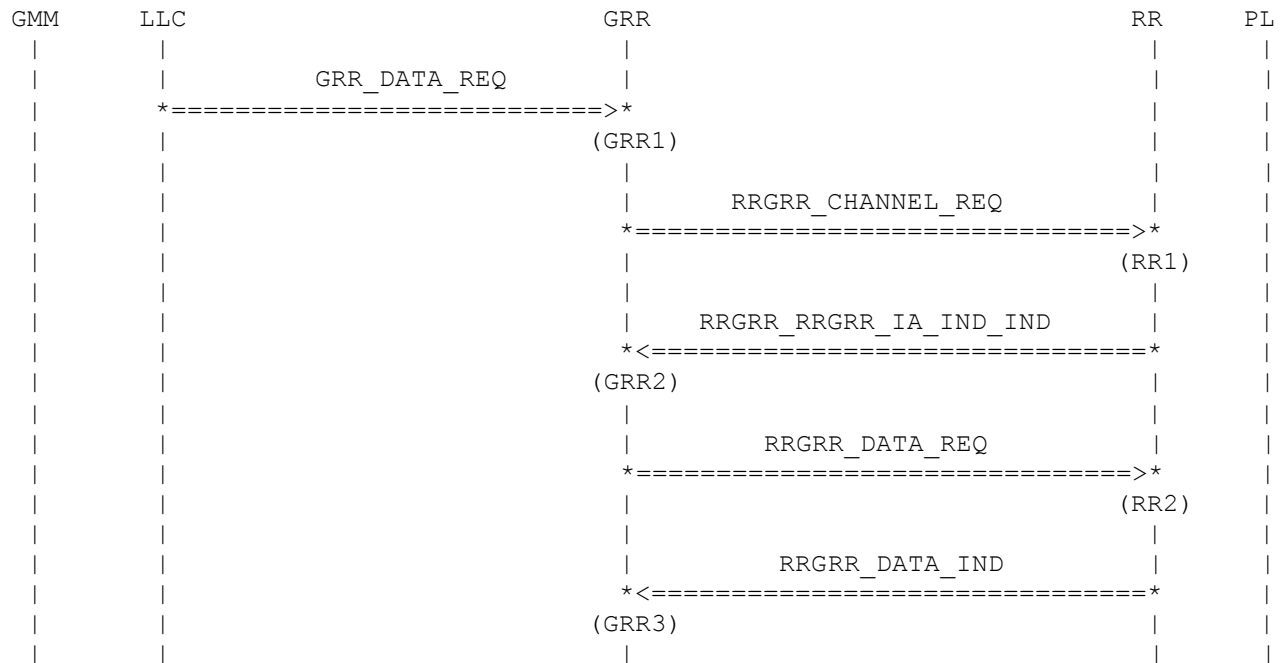 GMM LLC GRR RR PL
GRR_DATA_REQ
(GRR1)
RRGRR_CHANNEL_REQ
(RR1)
RRGRR_RRGRR_IA_IND_IND
(GRR2)
RRGRR_DATA_REQ
(RR2)
RRGRR_DATA_IND
(GRR3)